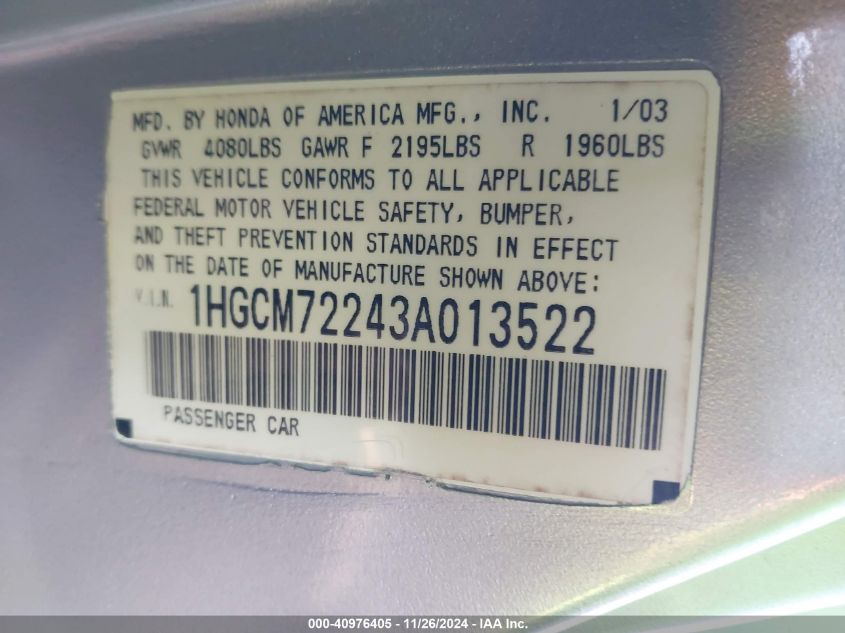 MFD. BY HONDA OF AMERICA MFG., INC. 1/03
GVWR 4080LBS GAWR F 2195LBS R 1960LBS
THIS VEHICLE CONFORMS TO ALL APPLICABLE
FEDERAL MOTOR VEHICLE SAFETY, BUMPER,
AND THEFT PREVENTION STANDARDS IN EFFECT
ON THE DATE OF MANUFACTURE SHOWN ABOVE:
V.I.N. 1HGCM72243A013522
PASSENGER CAR
000-40976405 - 11/26/2024 - IAA Inc.